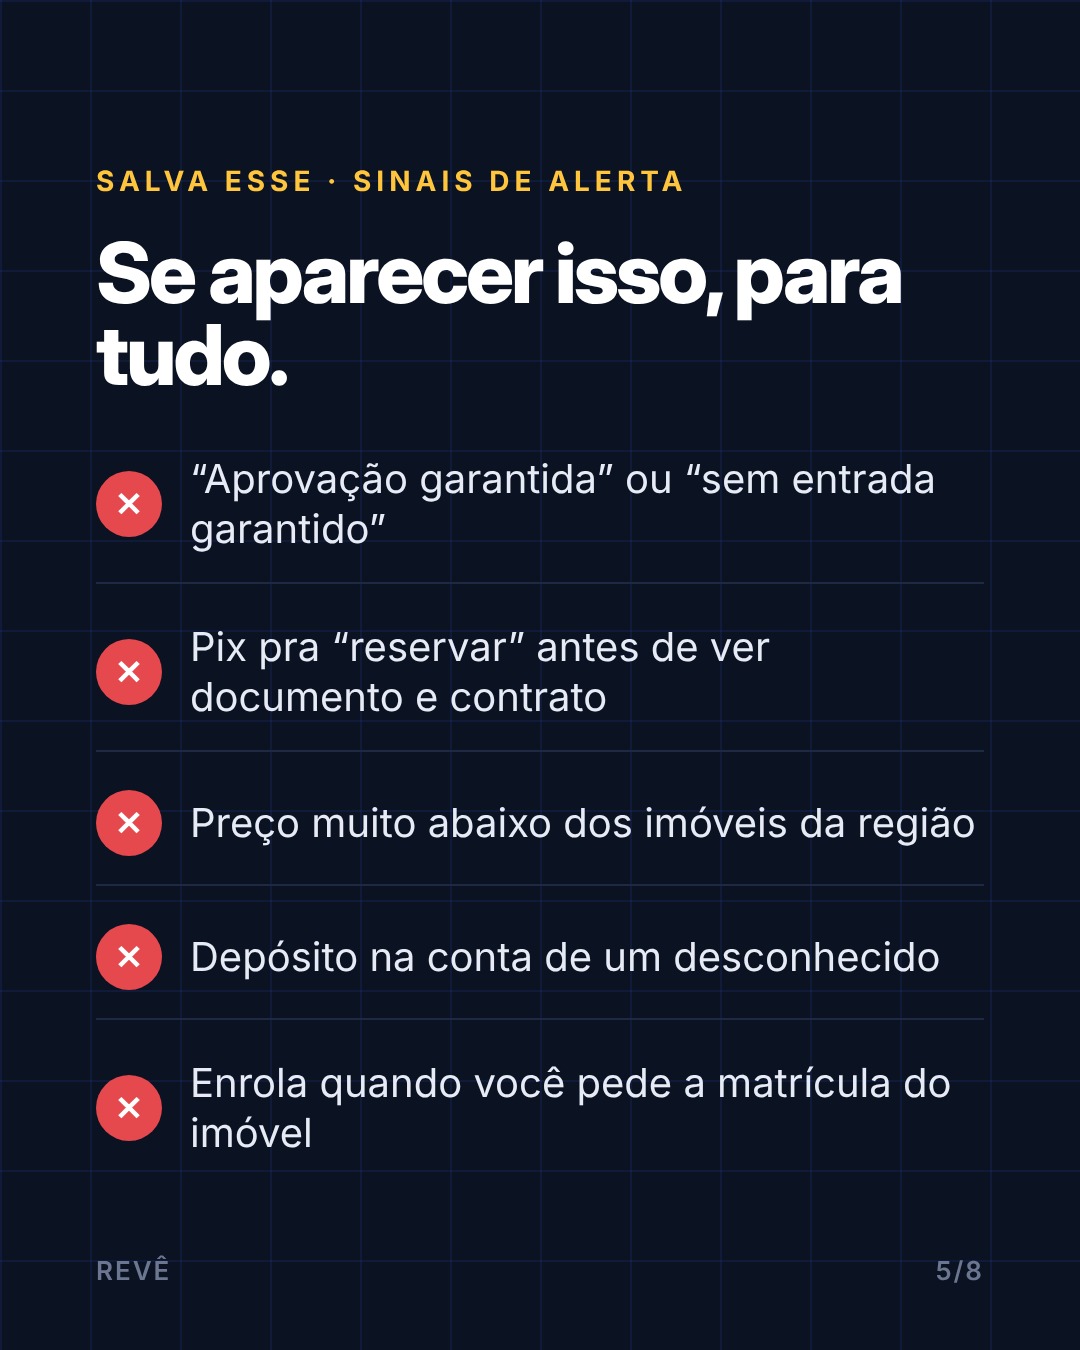 SALVA ESSE · SINAIS DE ALERTA
Se aparecer isso, para
tudo.
“Aprovação garantida” ou “sem entrada
garantido”
Pix pra “reservar” antes de ver
documento e contrato
Preço muito abaixo dos imóveis da região
Depósito na conta de um desconhecido
Enrola quando você pede a matrícula do
imóvel
REVÊ
5/8